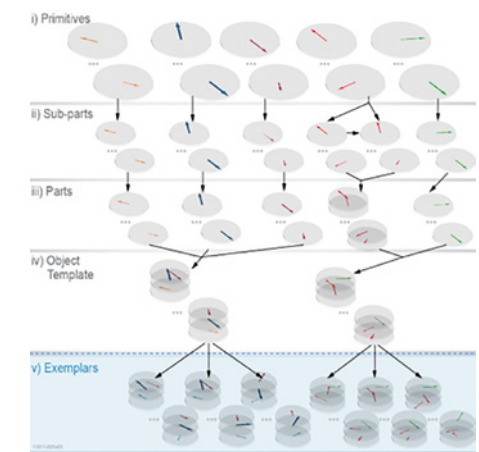 i) Primitives
ii) Sub-parts
iii) Parts
iv) Object
Template
v) Exemplars